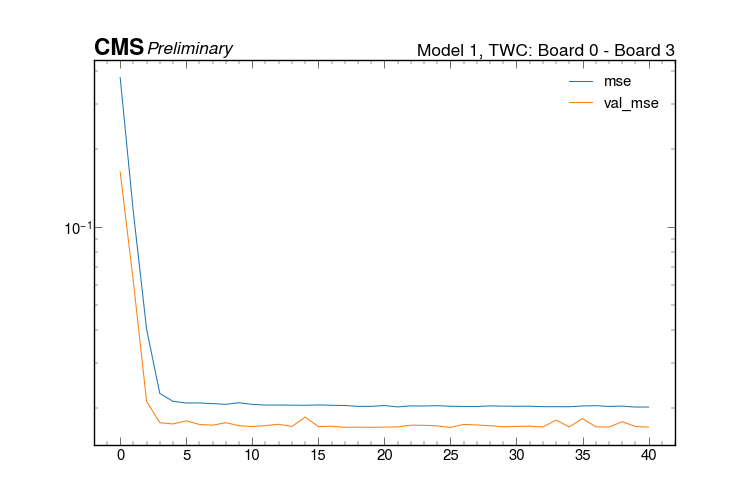 CMS Preliminary
Model 1, TWC: Board 0 - Board 3
mse
val_mse
10⁻¹
0 5 10 15 20 25 30 35 40